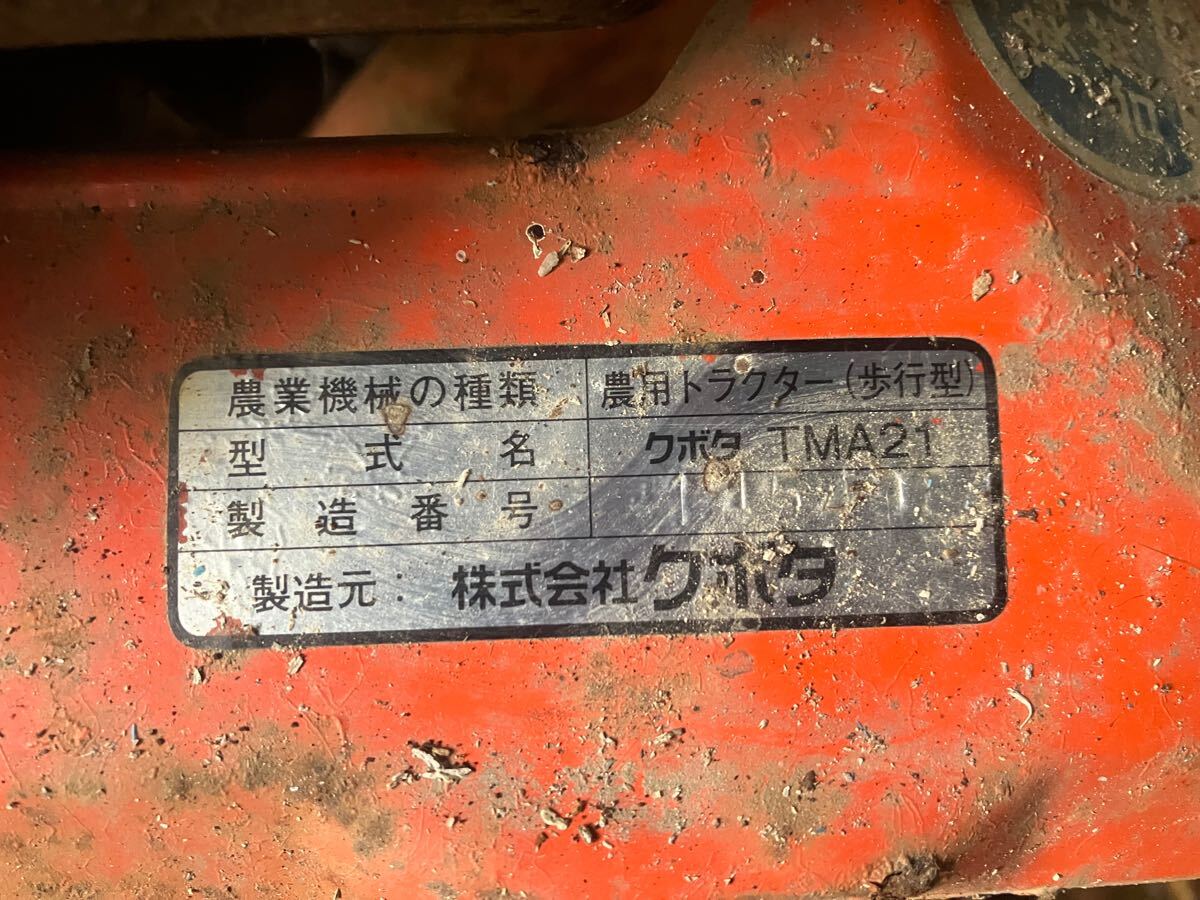 農業機械の種類 農用トラクター(歩行型)
型式名 クボタ TMA21
製造番号
製造元: 株式会社クボタ